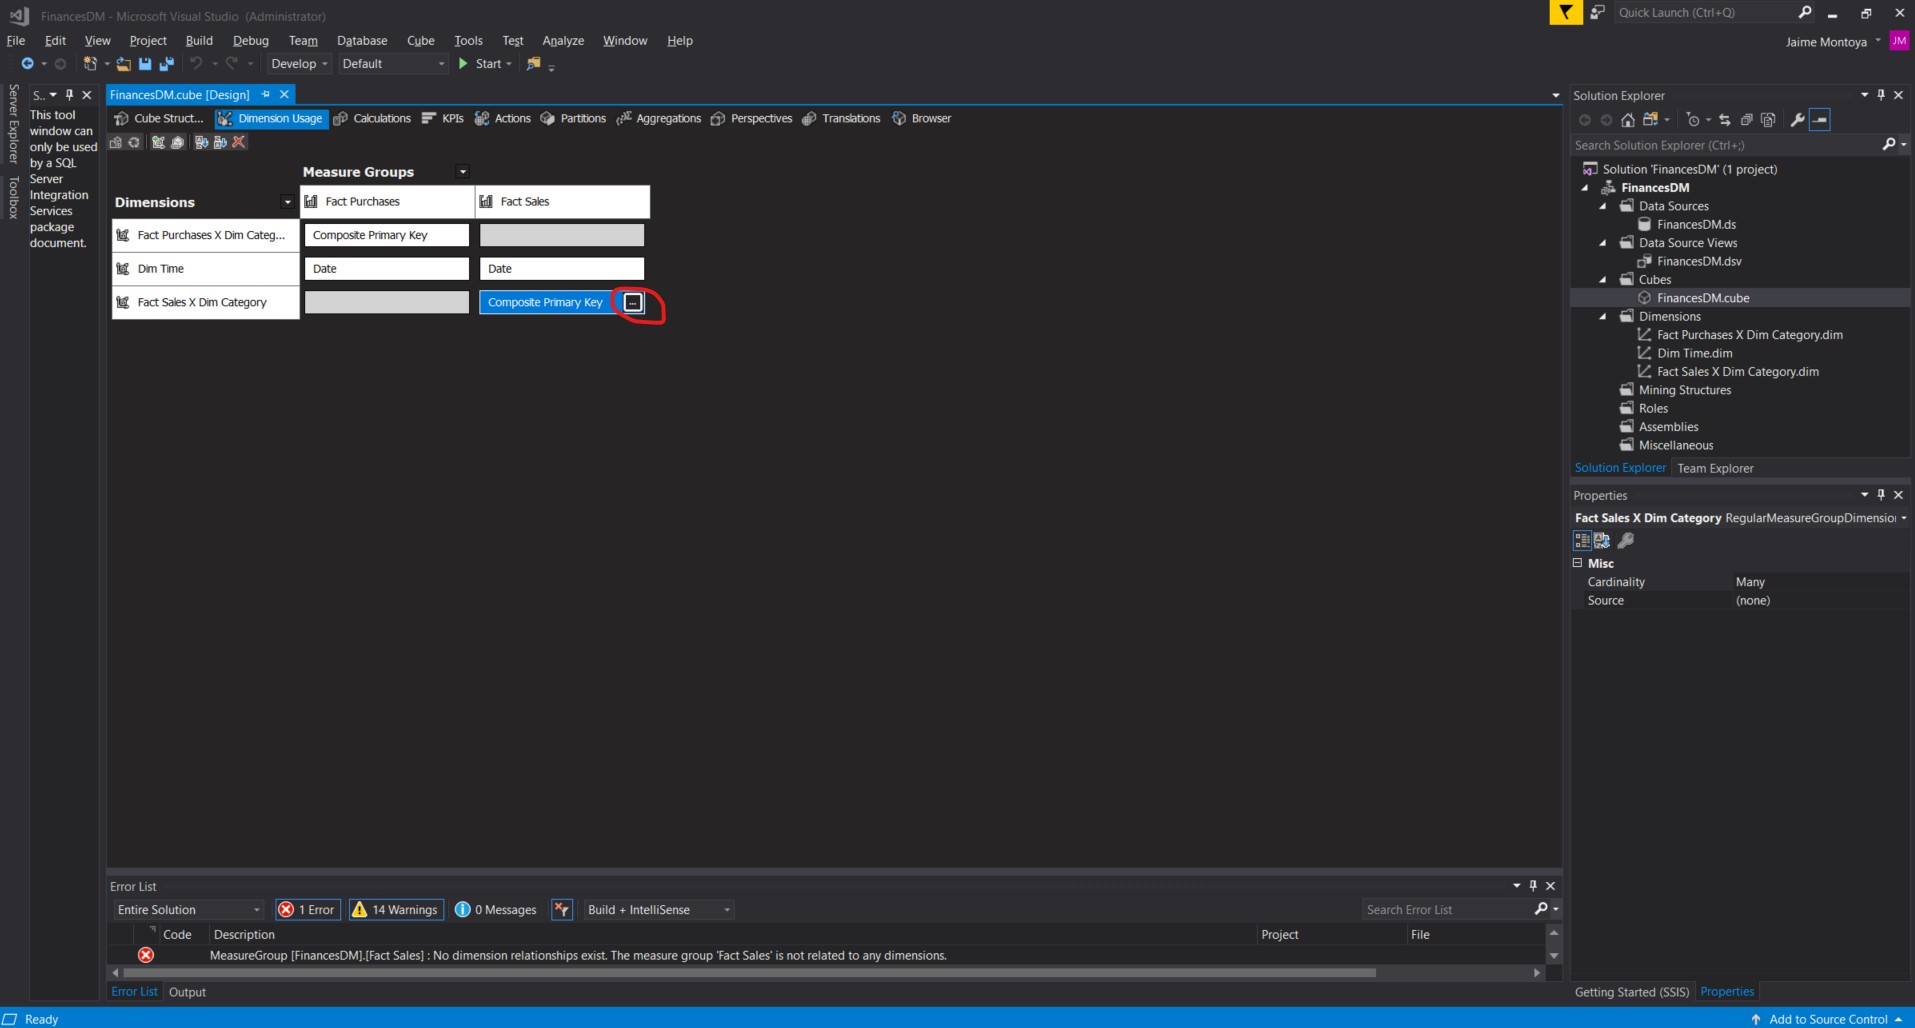 FinancesDM - Microsoft Visual Studio (Administrator)
Quick Launch (Ctrl+Q)
File Edit View Project Build Debug Team Database Cube Tools Test Analyze Window Help
Jaime Montoya JM
Develop Default Start
Server Explorer
Toolbox
S..
This tool
window can
only be used
by a SQL
Server
Integration
Services
package
document.
FinancesDM.cube [Design]
Cube Struct... Dimension Usage Calculations KPIs Actions Partitions Aggregations Perspectives Translations Browser
Measure Groups
Dimensions Fact Purchases Fact Sales
Fact Purchases X Dim Categ... Composite Primary Key
Dim Time Date Date
Fact Sales X Dim Category Composite Primary Key ...
Solution Explorer
Search Solution Explorer (Ctrl+;)
Solution 'FinancesDM' (1 project)
FinancesDM
Data Sources
FinancesDM.ds
Data Source Views
FinancesDM.dsv
Cubes
FinancesDM.cube
Dimensions
Fact Purchases X Dim Category.dim
Dim Time.dim
Fact Sales X Dim Category.dim
Mining Structures
Roles
Assemblies
Miscellaneous
Solution Explorer Team Explorer
Properties
Fact Sales X Dim Category RegularMeasureGroupDimension
Misc
Cardinality Many
Source (none)
Getting Started (SSIS) Properties
Error List
Entire Solution 1 Error 14 Warnings 0 Messages Build + IntelliSense Search Error List
Code Description Project File
MeasureGroup [FinancesDM].[Fact Sales] : No dimension relationships exist. The measure group 'Fact Sales' is not related to any dimensions.
Error List Output
Ready Add to Source Control